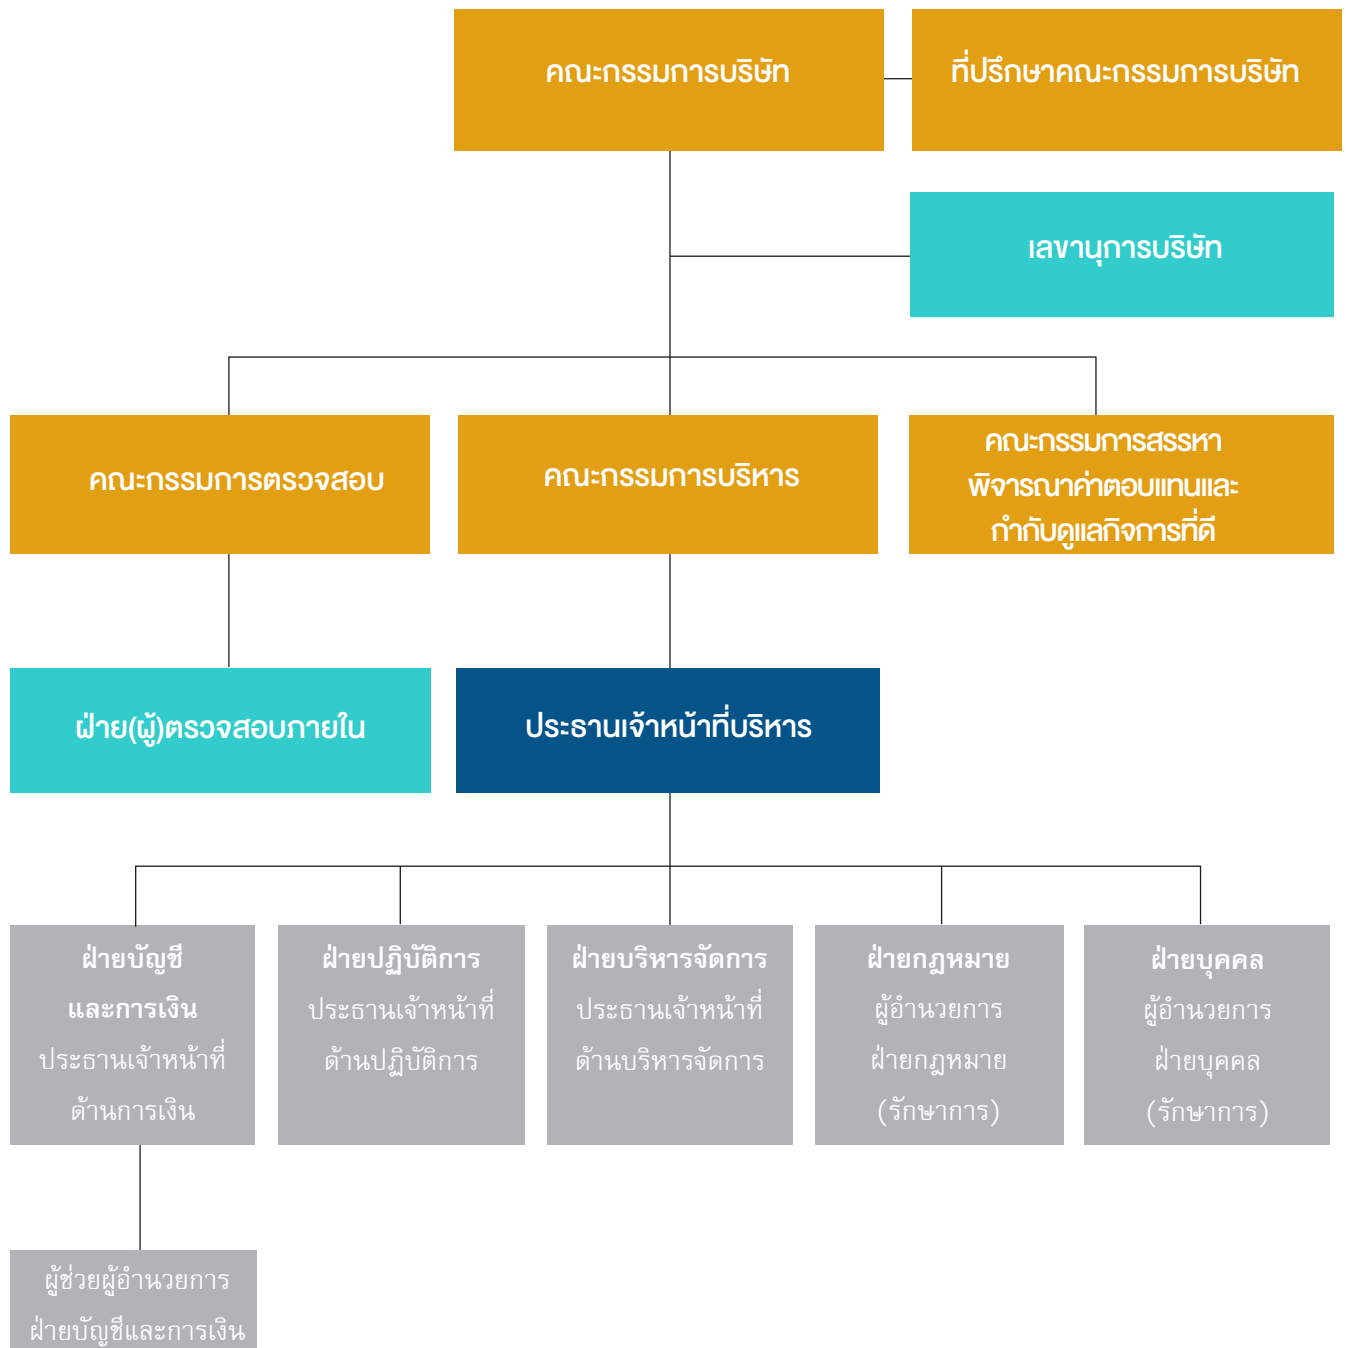 คณะกรรมการบริษัท
ที่ปรึกษาคณะกรรมการบริษัท
เลขานุการบริษัท
คณะกรรมการตรวจสอบ
คณะกรรมการบริหาร
คณะกรรมการสรรหา
พิจารณาค่าตอบแทนและ
กำกับดูแลกิจการที่ดี
ฝ่าย(ผู้)ตรวจสอบภายใน
ประธานเจ้าหน้าที่บริหาร
ฝ่ายบัญชี
และการเงิน
ประธานเจ้าหน้าที่
ด้านการเงิน
ฝ่ายปฏิบัติการ
ประธานเจ้าหน้าที่
ด้านปฏิบัติการ
ฝ่ายบริหารจัดการ
ประธานเจ้าหน้าที่
ด้านบริหารจัดการ
ฝ่ายกฎหมาย
ผู้อำนวยการ
ฝ่ายกฎหมาย
(รักษาการ)
ฝ่ายบุคคล
ผู้อำนวยการ
ฝ่ายบุคคล
(รักษาการ)
ผู้ช่วยผู้อำนวยการ
ฝ่ายบัญชีและการเงิน